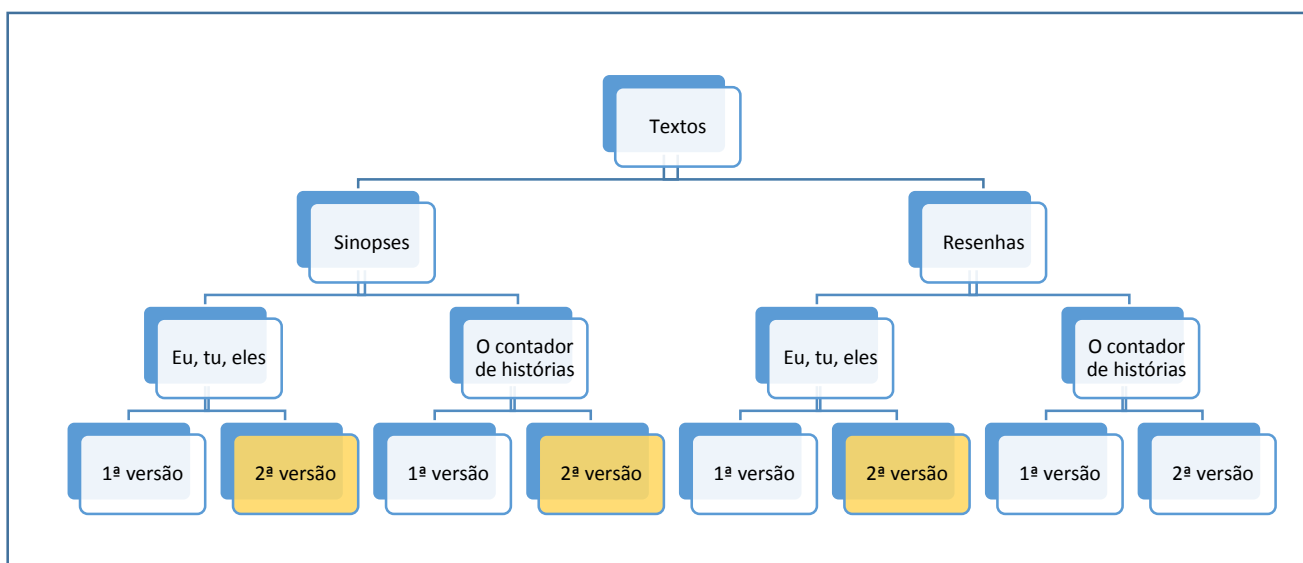 Textos
Sinopses
Resenhas
Eu, tu, eles
O contador
de histórias
Eu, tu, eles
O contador
de histórias
1ª versão
2ª versão
1ª versão
2ª versão
1ª versão
2ª versão
1ª versão
2ª versão